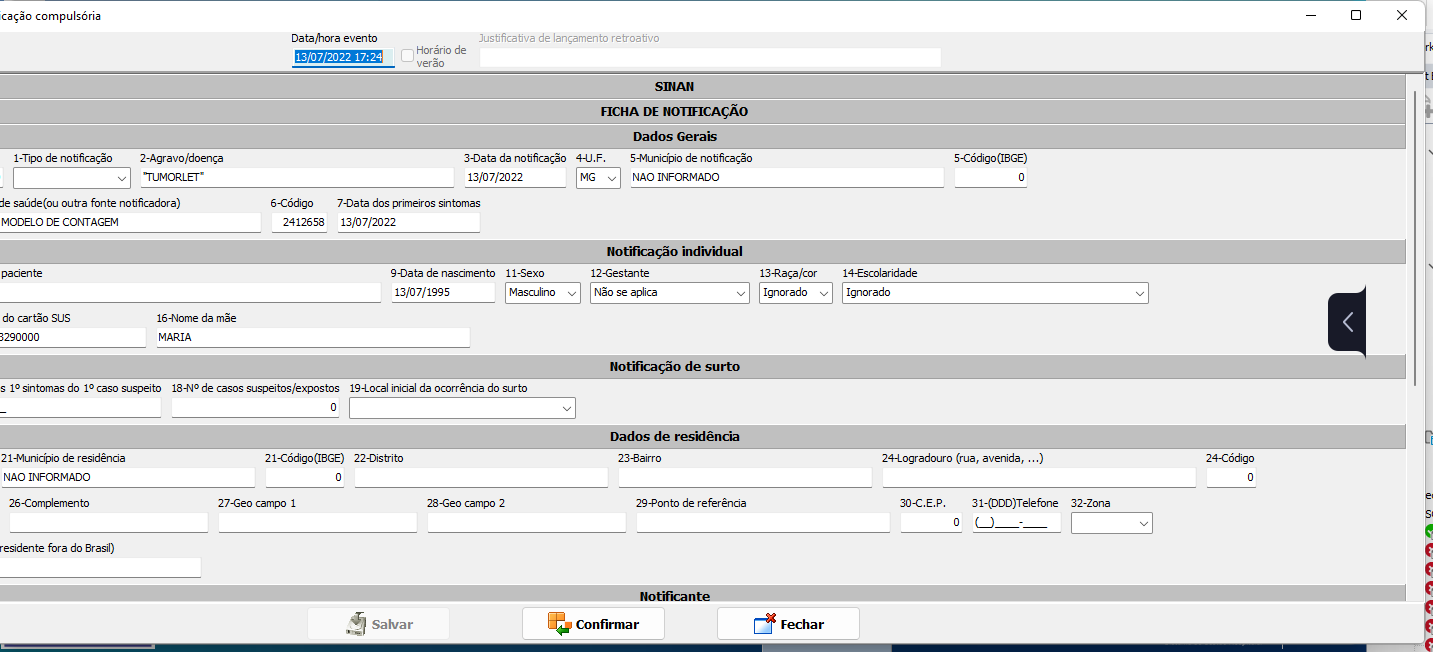 icação compulsória
Data/hora evento
Justificativa de lançamento retroativo
13/07/2022 17:24
Horário de
verão
SINAN
FICHA DE NOTIFICAÇÃO
Dados Gerais
1-Tipo de notificação 2-Agravo/doença 3-Data da notificação 4-U.F. 5-Município de notificação 5-Código(IBGE)
"TUMORLET" 13/07/2022 MG NAO INFORMADO 0
de saúde(ou outra fonte notificadora) 6-Código 7-Data dos primeiros sintomas
MODELO DE CONTAGEM 2412658 13/07/2022
Notificação individual
paciente 9-Data de nascimento 11-Sexo 12-Gestante 13-Raça/cor 14-Escolaridade
13/07/1995 Masculino Não se aplica Ignorado Ignorado
do cartão SUS 16-Nome da mãe
3290000 MARIA
Notificação de surto
s 1º sintomas do 1º caso suspeito 18-Nº de casos suspeitos/expostos 19-Local inicial da ocorrência do surto
_ 0
Dados de residência
21-Município de residência 21-Código(IBGE) 22-Distrito 23-Bairro 24-Logradouro (rua, avenida, ...) 24-Código
NAO INFORMADO 0 0
26-Complemento 27-Geo campo 1 28-Geo campo 2 29-Ponto de referência 30-C.E.P. 31-(DDD)Telefone 32-Zona
0 (__)____-____
residente fora do Brasil)
Notificante
Salvar Confirmar Fechar